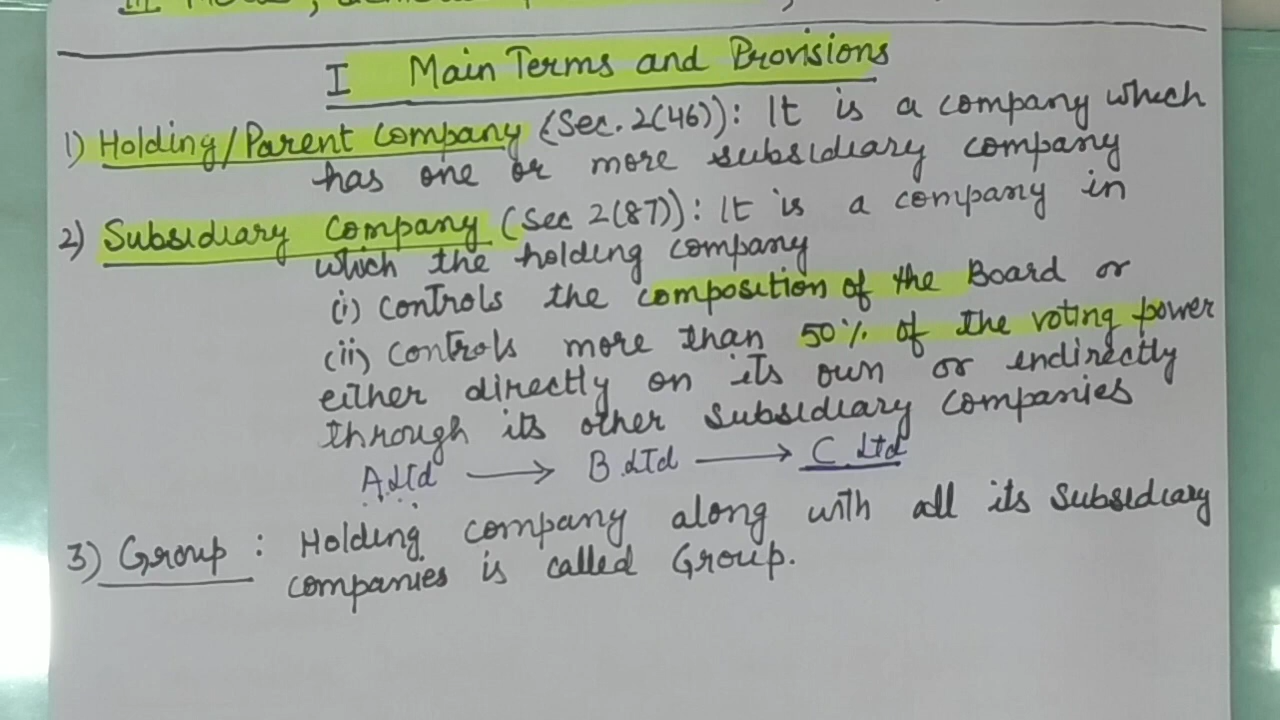 I Main Terms and Provisions
1) Holding/Parent Company (Sec. 2(46)): It is a company which
has one or more subsidiary company
2) Subsidiary Company (Sec 2(87)): It is a company in
which the holding company
(i) Controls the composition of the Board or
(ii) Controls more than 50% of the voting power
either directly on its own or indirectly
through its other subsidiary companies
A Ltd → B Ltd → C Ltd
3) Group : Holding company along with all its subsidiary
companies is called Group.